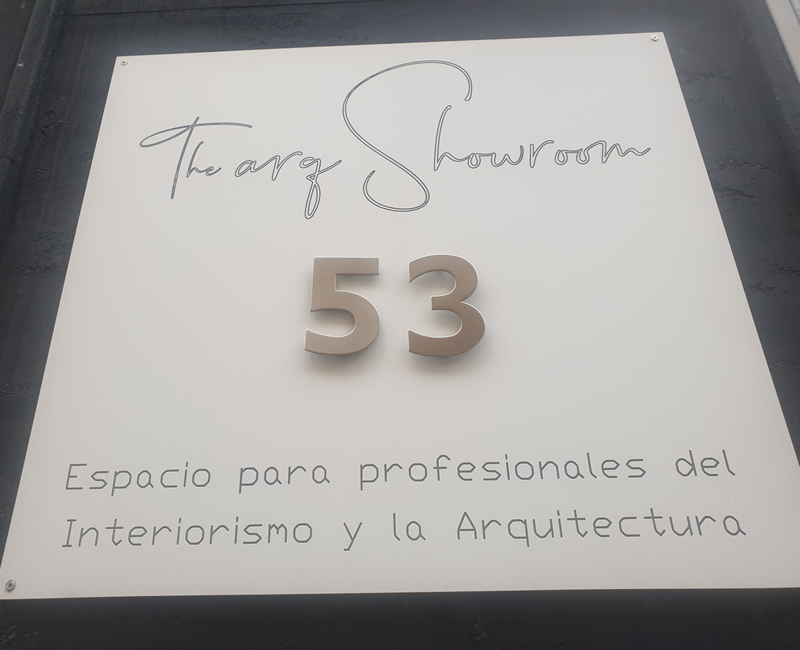 The arq Showroom
53
Espacio para profesionales del
Interiorismo y la Arquitectura